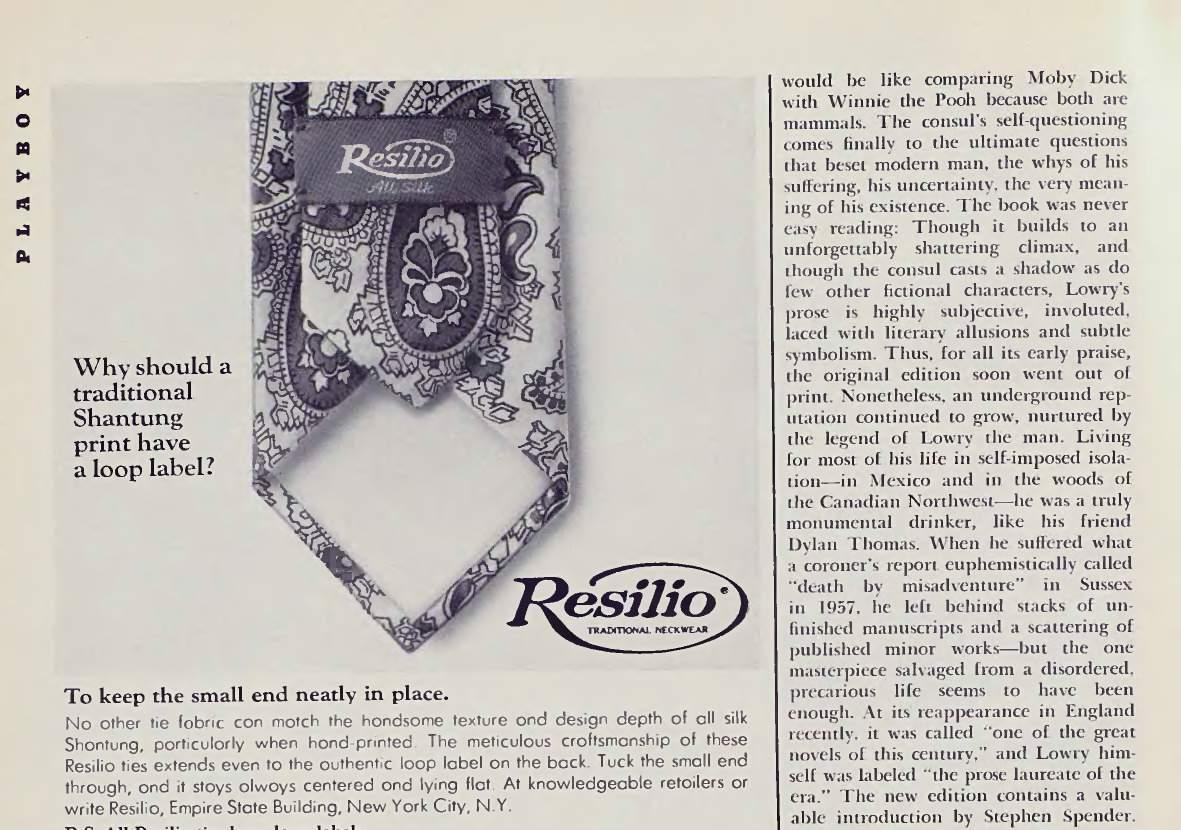 PLAYBOY
Resilio®
All Silk
Why should a
traditional
Shantung
print have
a loop label?
Resilio®
TRADITIONAL NECKWEAR
To keep the small end neatly in place.
No other tie fabric can match the handsome texture and design depth of all silk
Shantung, particularly when hand-printed. The meticulous craftsmanship of these
Resilio ties extends even to the authentic loop label on the back. Tuck the small end
through, and it stays always centered and lying flat. At knowledgeable retailers or
write Resilio, Empire State Building, New York City, N.Y.
would be like comparing Moby Dick
with Winnie the Pooh because both are
mammals. The consul's self-questioning
comes finally to the ultimate questions
that beset modern man, the whys of his
suffering, his uncertainty, the very mean-
ing of his existence. The book was never
easy reading: Though it builds to an
unforgettably shattering climax, and
though the consul casts a shadow as do
few other fictional characters, Lowry's
prose is highly subjective, involuted,
laced with literary allusions and subtle
symbolism. Thus, for all its early praise,
the original edition soon went out of
print. Nonetheless, an underground rep-
utation continued to grow, nurtured by
the legend of Lowry the man. Living
for most of his life in self-imposed isola-
tion—in Mexico and in the woods of
the Canadian Northwest—he was a truly
monumental drinker, like his friend
Dylan Thomas. When he suffered what
a coroner's report euphemistically called
"death by misadventure" in Sussex
in 1957, he left behind stacks of un-
finished manuscripts and a scattering of
published minor works—but the one
masterpiece salvaged from a disordered,
precarious life seems to have been
enough. At its reappearance in England
recently, it was called "one of the great
novels of this century," and Lowry him-
self was labeled "the prose laureate of the
era." The new edition contains a valu-
able introduction by Stephen Spender.